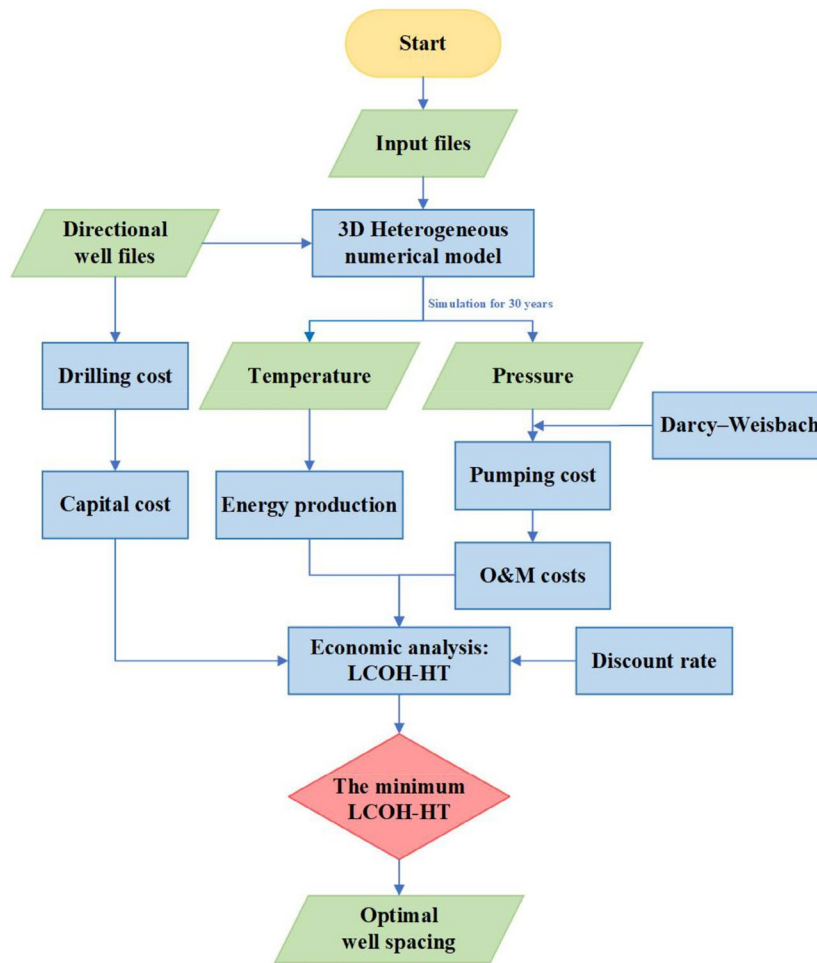 Start
Input files
Directional
well files
3D Heterogeneous
numerical model
Simulation for 30 years
Drilling cost
Temperature
Pressure
Darcy–Weisbach
Capital cost
Energy production
Pumping cost
O&M costs
Economic analysis:
LCOH-HT
Discount rate
The minimum
LCOH-HT
Optimal
well spacing